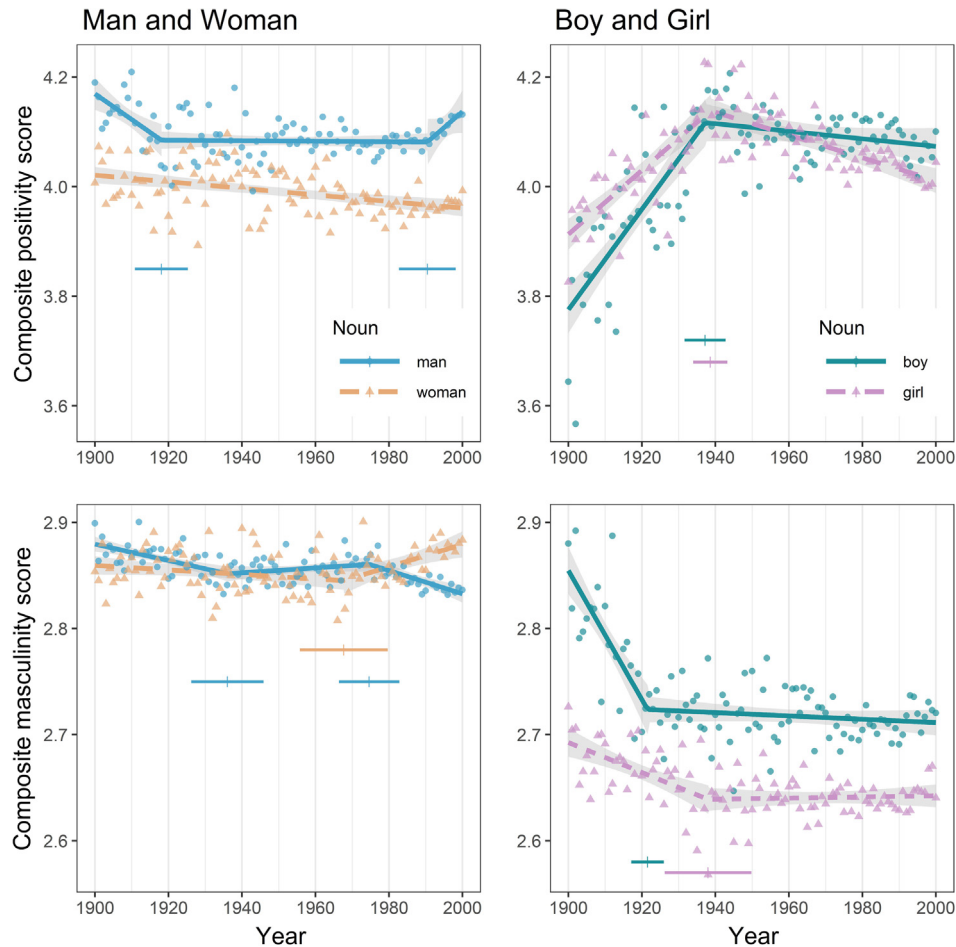 Man and Woman
Boy and Girl
Composite positivity score
4.2
4.0
3.8
3.6
Noun
man
woman
1900 1920 1940 1960 1980 2000
4.2
4.0
3.8
3.6
Noun
boy
girl
1900 1920 1940 1960 1980 2000
Composite masculinity score
2.9
2.8
2.7
2.6
1900 1920 1940 1960 1980 2000
Year
2.9
2.8
2.7
2.6
1900 1920 1940 1960 1980 2000
Year